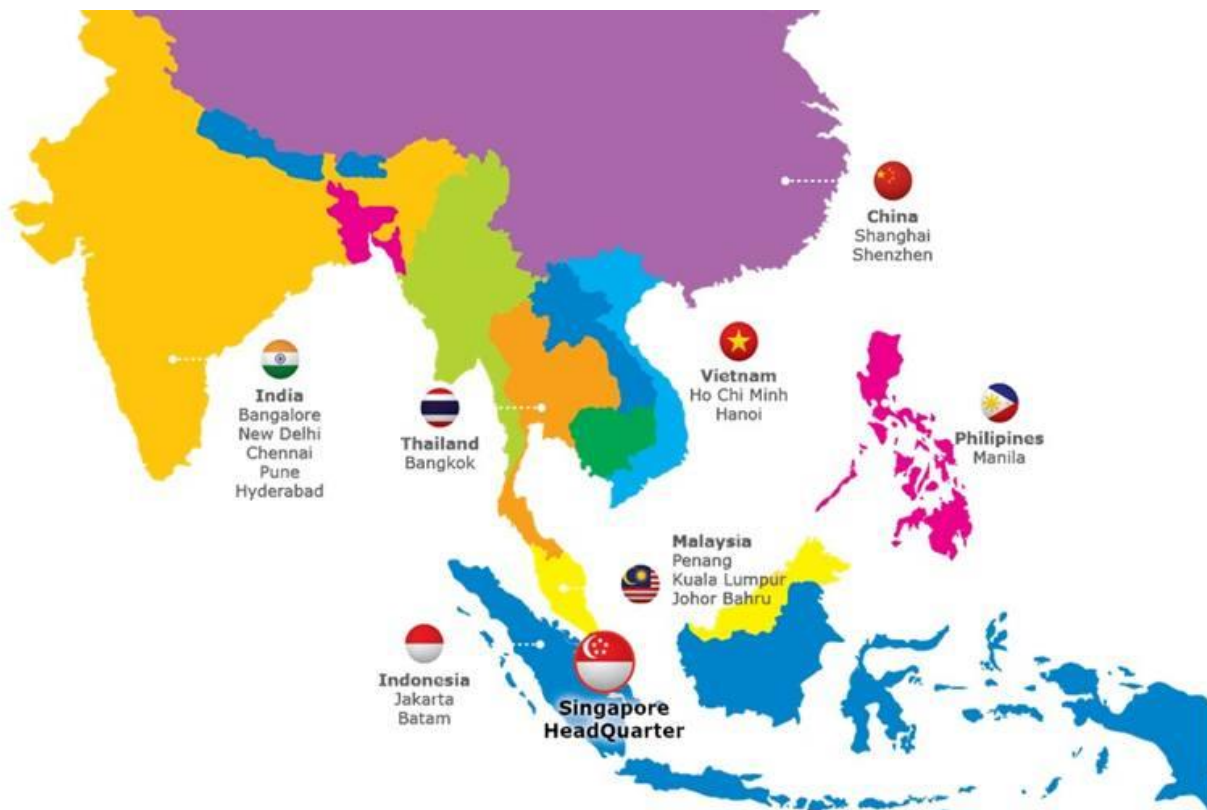 China
Shanghai
Shenzhen
Vietnam
Ho Chi Minh
Hanoi
India
Bangalore
New Delhi
Chennai
Pune
Hyderabad
Thailand
Bangkok
Philipines
Manila
Malaysia
Penang
Kuala Lumpur
Johor Bahru
Indonesia
Jakarta
Batam
Singapore
HeadQuarter